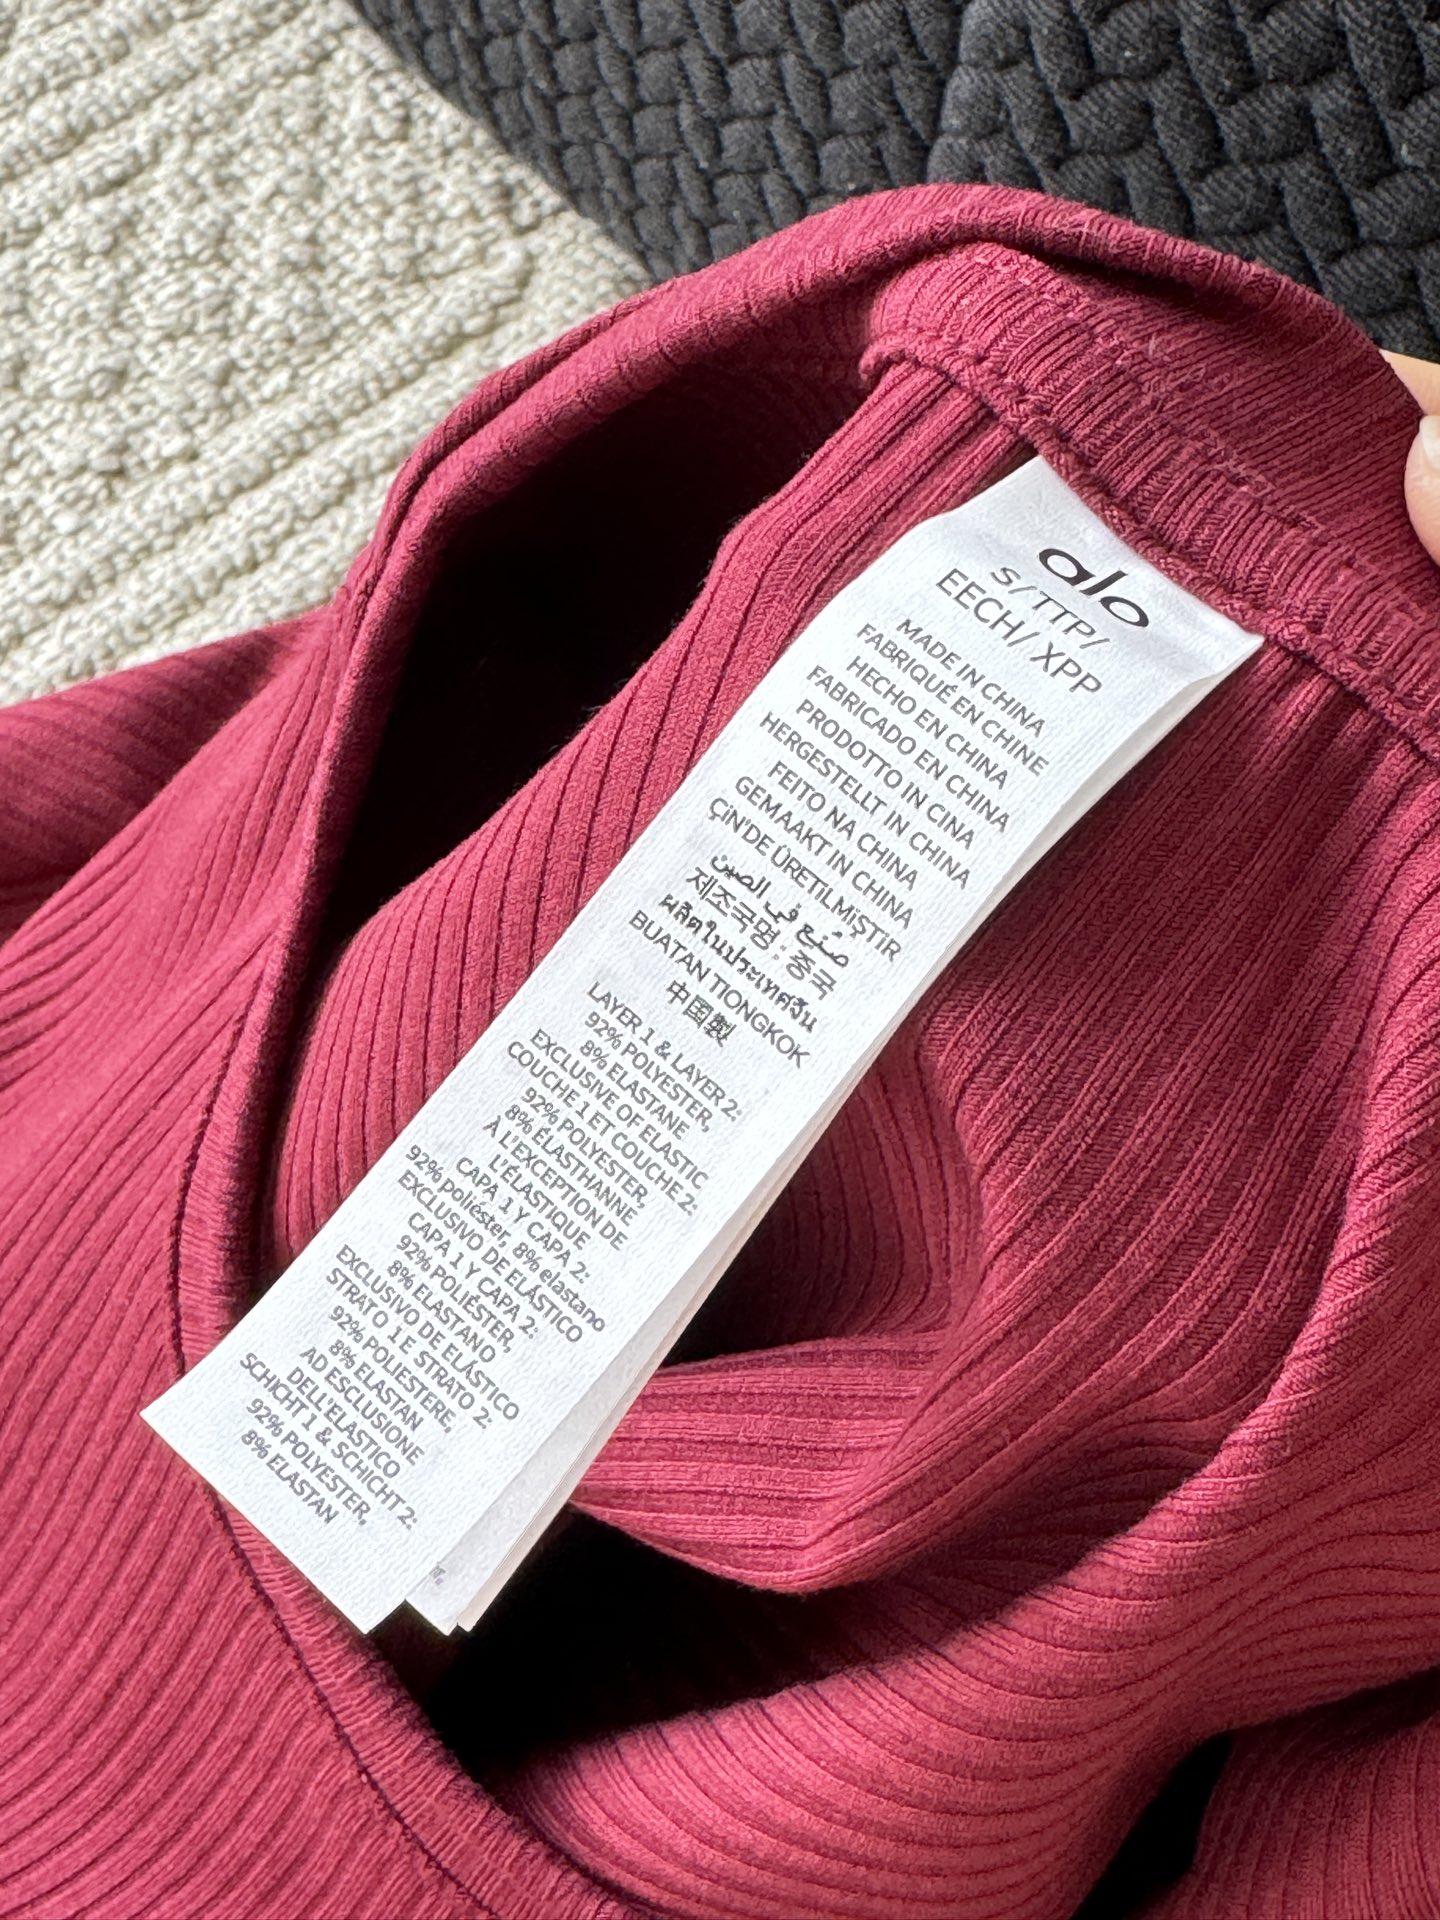 alo
S/TTP/
EECH/ XPP
MADE IN CHINA
FABRIQUÉ EN CHINE
HECHO EN CHINA
FABRICADO EN CHINA
PRODOTTO IN CINA
HERGESTELLT IN CHINA
FEITO NA CHINA
GEMAAKT IN CHINA
ÇİN'DE ÜRETİLMİŞTİR
صُنع في الصين
제조국명 : 중국
ผลิตในประเทศจีน
BUATAN TIONGKOK
中国製
LAYER 1 & LAYER 2:
92% POLYESTER,
8% ELASTANE
EXCLUSIVE OF ELASTIC
COUCHE 1 ET COUCHE 2:
92% POLYESTER,
8% ÉLASTHANNE,
À L'EXCEPTION DE
L'ÉLASTIQUE
CAPA 1 Y CAPA 2:
92% poliéster, 8% elastano
EXCLUSIVO DE ELÁSTICO
CAPA 1 Y CAPA 2:
92% POLIÉSTER,
8% ELASTANO
EXCLUSIVO DE ELÁSTICO
STRATO 1 E STRATO 2:
92% POLIESTERE,
8% ELASTAN
AD ESCLUSIONE
DELL'ELASTICO
SCHICHT 1 & SCHICHT 2:
92% POLYESTER,
8% ELASTAN